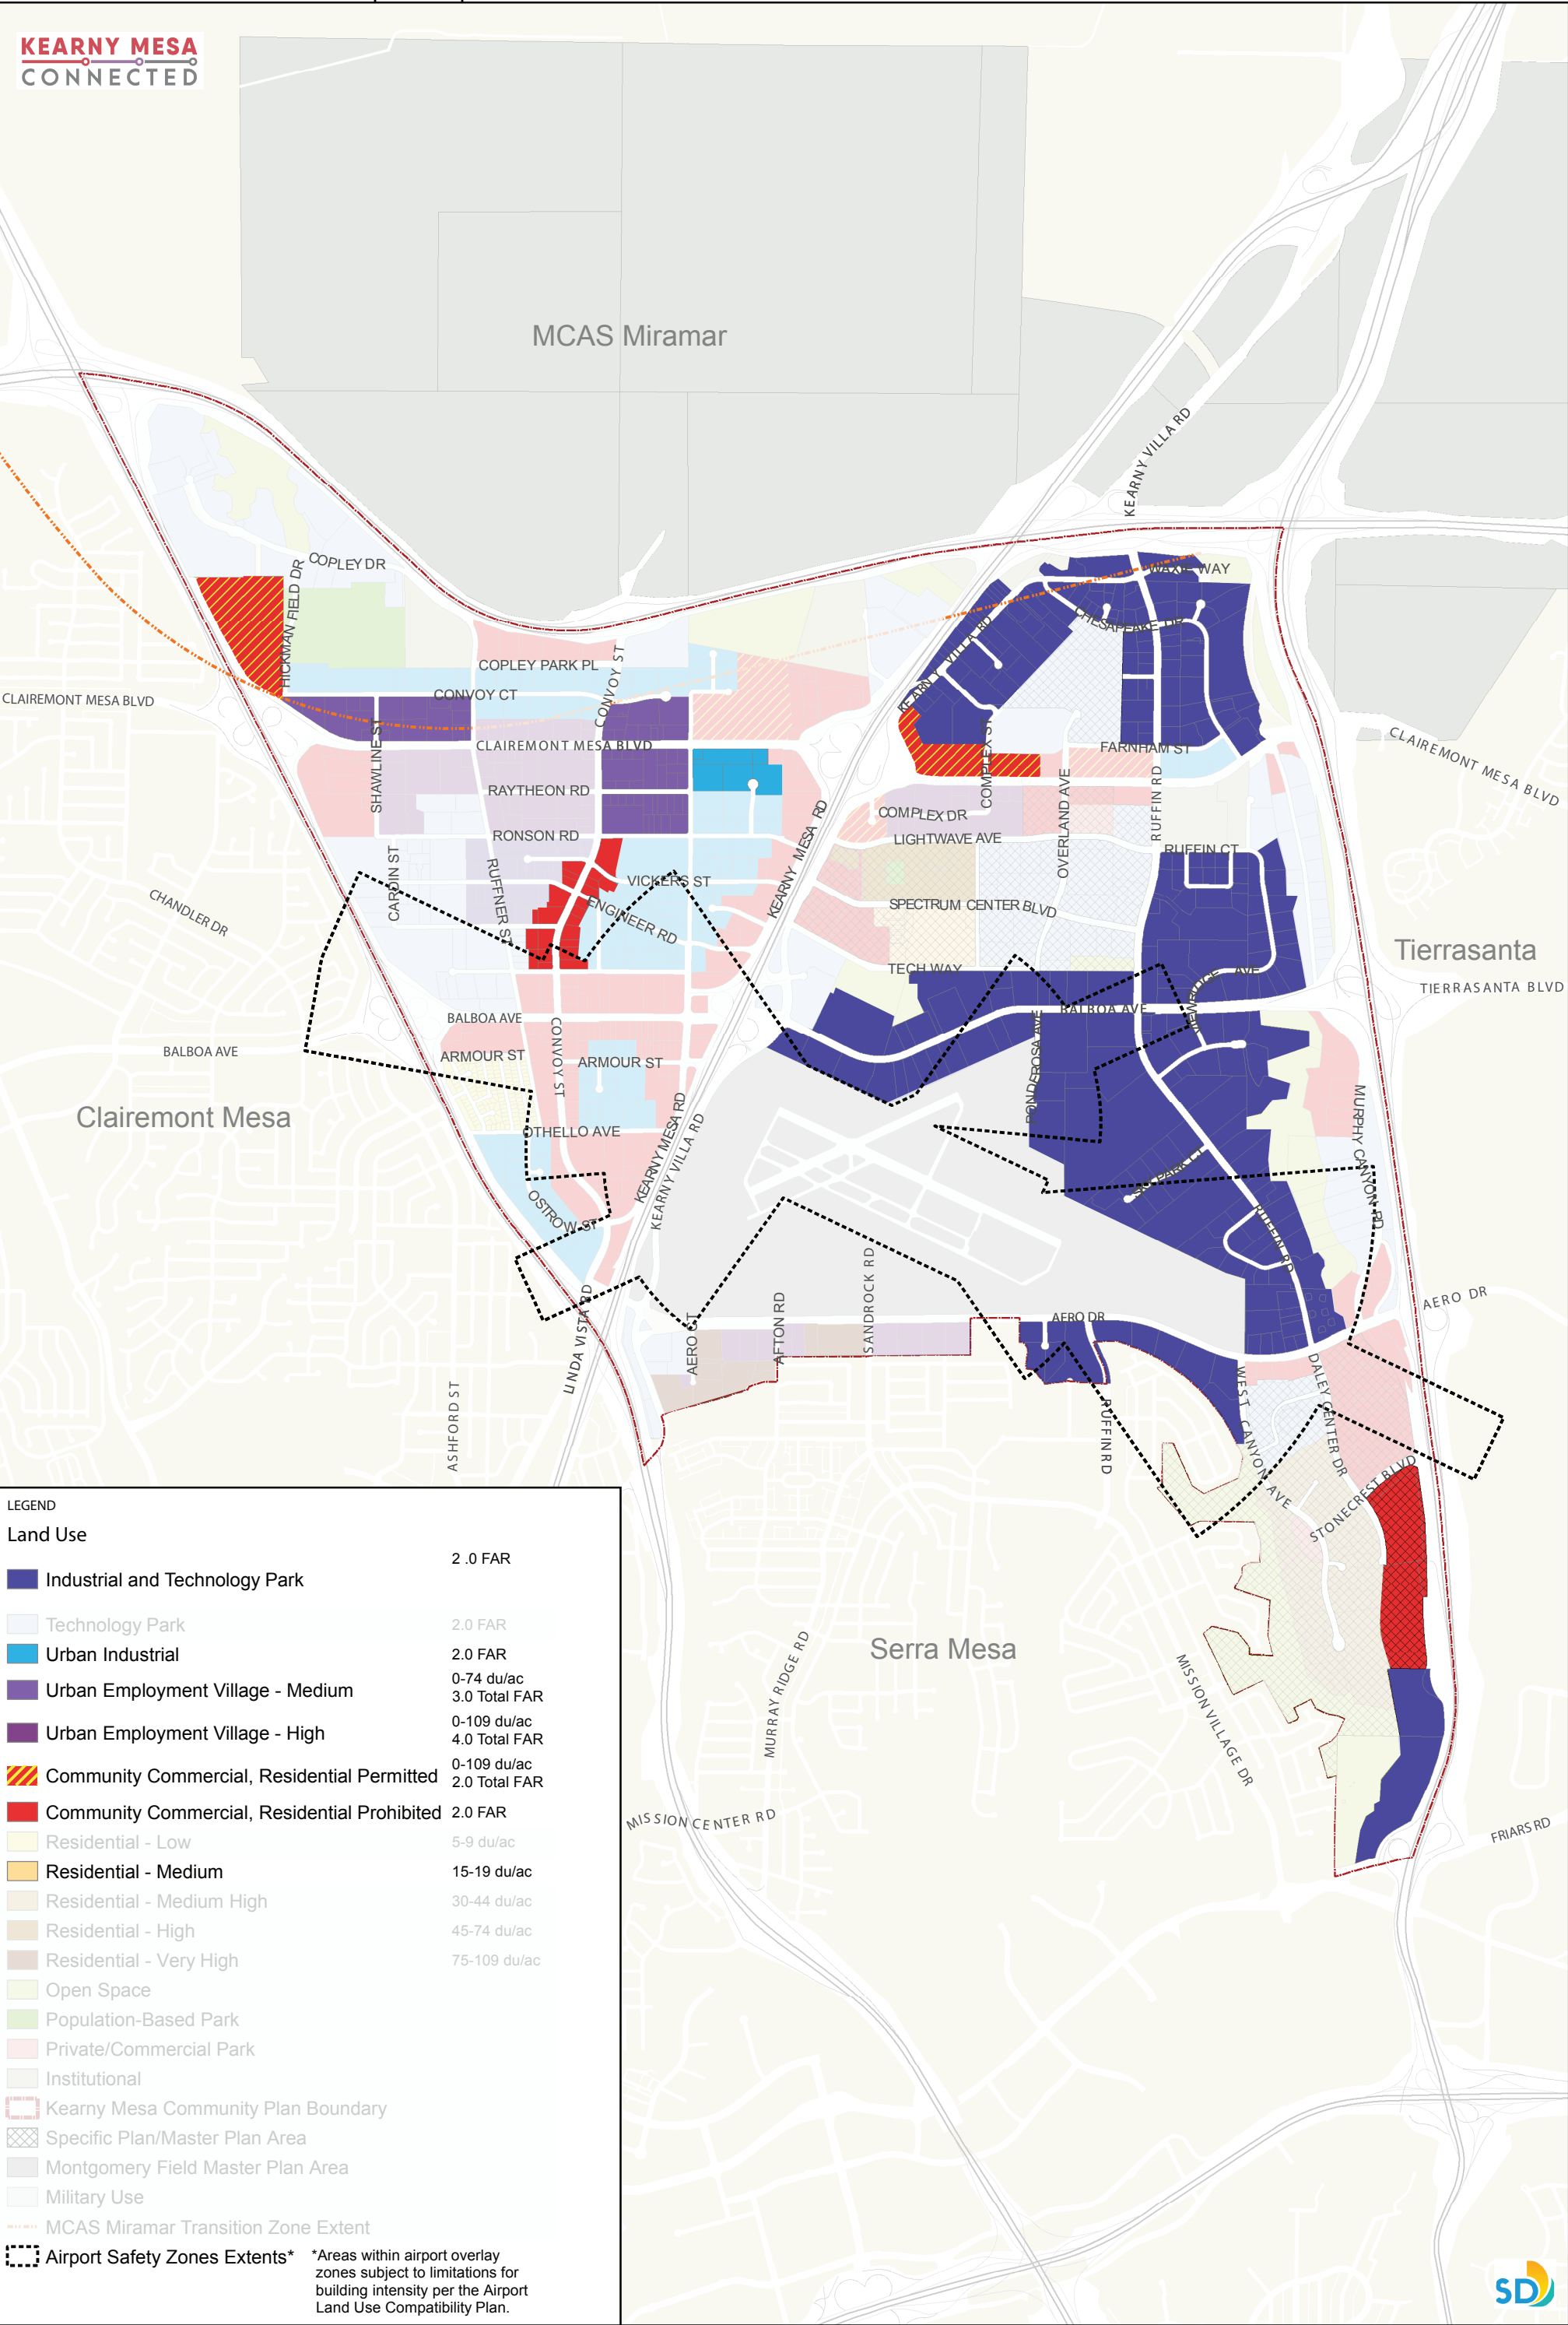 KEARNY MESA
CONNECTED
MCAS Miramar
KEARNY VILLA RD
COPLEY DR
HICKMAN FIELD DR
WAXIE WAY
CHESAPEAKE DR
KEARNY VILLA RD
COPLEY PARK PL
CONVOY ST
CONVOY CT
CLAIREMONT MESA BLVD
CLAIREMONT MESA BLVD
SHAWLINE ST
FARNHAM ST
CLAIREMONT MESA BLVD
COMPLEX ST
RAYTHEON RD
OVERLAND AVE
RUFFIN RD
COMPLEX DR
RONSON RD
LIGHTWAVE AVE
KEARNY MESA RD
RUFFIN CT
CARDIN ST
RUFFNER ST
VICKERS ST
CHANDLER DR
ENGINEER RD
SPECTRUM CENTER BLVD
Tierrasanta
TECH WAY
TIERRASANTA BLVD
BALBOA AVE
BALBOA AVE
BALBOA AVE
CONVOY ST
ARMOUR ST
ARMOUR ST
PONDEROSA AVE
Clairemont Mesa
OTHELLO AVE
MURPHY CANYON RD
KEARNY MESA RD
KEARNY VILLA RD
SKY PARK CT
OSTROW ST
RUFFIN RD
SANDROCK RD
AFTON RD
AERO CT
LINDA VISTA RD
AERO DR
AERO DR
ASHFORD ST
RUFFIN RD
WEST CANYON AVE
DALEY CENTER DR
STONECREST BLVD
Serra Mesa
MURRAY RIDGE RD
MISSION VILLAGE DR
MISSION CENTER RD
FRIARS RD
LEGEND
Land Use
2 .0 FAR
Industrial and Technology Park
Technology Park 2.0 FAR
Urban Industrial 2.0 FAR
Urban Employment Village - Medium 0-74 du/ac
3.0 Total FAR
Urban Employment Village - High 0-109 du/ac
4.0 Total FAR
Community Commercial, Residential Permitted 0-109 du/ac
2.0 Total FAR
Community Commercial, Residential Prohibited 2.0 FAR
Residential - Low 5-9 du/ac
Residential - Medium 15-19 du/ac
Residential - Medium High 30-44 du/ac
Residential - High 45-74 du/ac
Residential - Very High 75-109 du/ac
Open Space
Population-Based Park
Private/Commercial Park
Institutional
Kearny Mesa Community Plan Boundary
Specific Plan/Master Plan Area
Montgomery Field Master Plan Area
Military Use
MCAS Miramar Transition Zone Extent
Airport Safety Zones Extents*
*Areas within airport overlay
zones subject to limitations for
building intensity per the Airport
Land Use Compatibility Plan.
SD